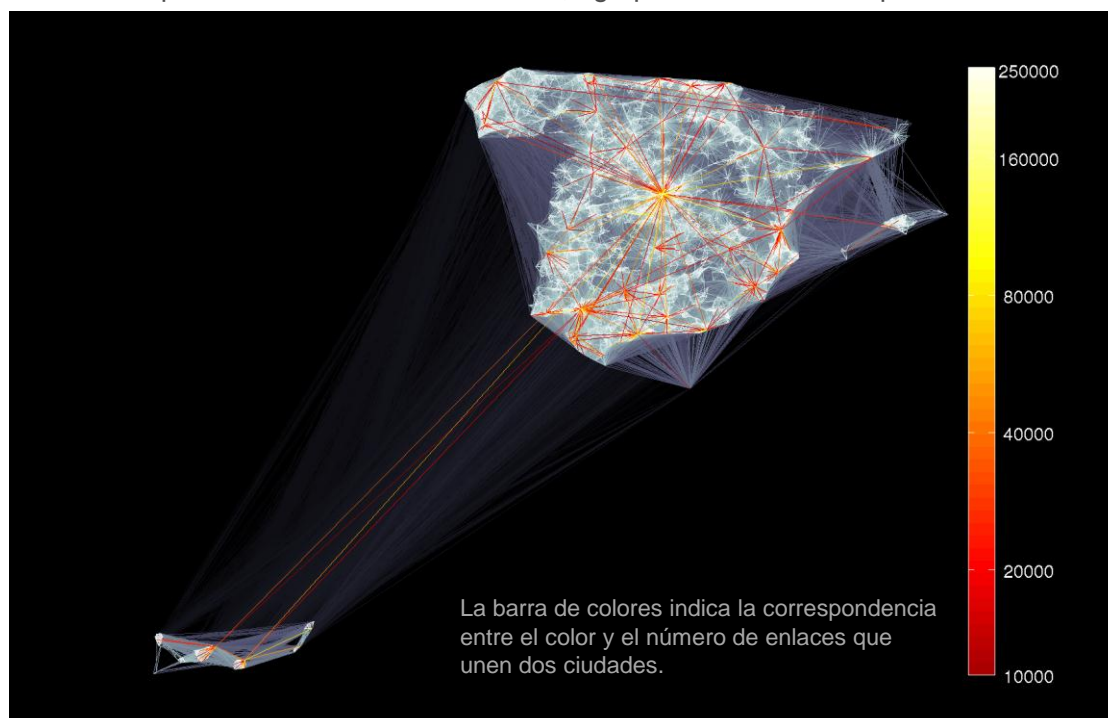 250000
160000
80000
40000
20000
10000
La barra de colores indica la correspondencia
entre el color y el número de enlaces que
unen dos ciudades.